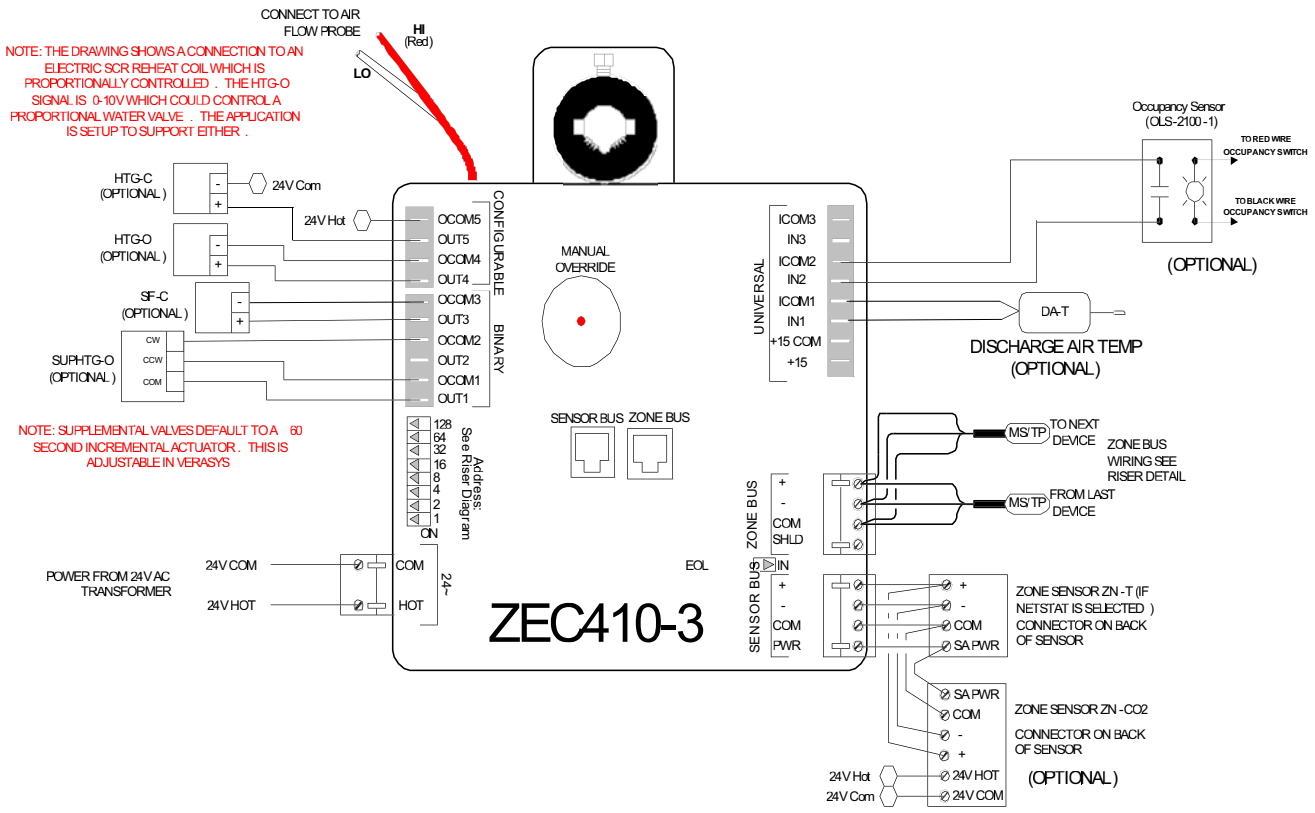 CONNECT TO AIR
FLOW PROBE
HI
(Red)
LO
NOTE: THE DRAWING SHOWS A CONNECTION TO AN
ELECTRIC SCR REHEAT COIL WHICH IS
PROPORTIONALLY CONTROLLED . THE HTG-O
SIGNAL IS 0-10V WHICH COULD CONTROL A
PROPORTIONAL WATER VALVE . THE APPLICATION
IS SETUP TO SUPPORT EITHER .
HTG-C
(OPTIONAL)
-
+
24V Com
24V Hot
HTG-O
(OPTIONAL)
-
+
SF-C
(OPTIONAL)
-
+
SUPHTG-O
(OPTIONAL)
CW
CCW
COM
NOTE: SUPPLEMENTAL VALVES DEFAULT TO A 60
SECOND INCREMENTAL ACTUATOR . THIS IS
ADJUSTABLE IN VERASYS
OCOM5
OUT5
OCOM4
OUT4
OCOM3
OUT3
OCOM2
OUT2
OCOM1
OUT1
CONFIGURABLE
BINARY
128
64
32
16
8
4
2
1
ON
Address:
See Riser Diagram
POWER FROM 24V AC
TRANSFORMER
24V COM
24V HOT
COM
HOT
24~
MANUAL
OVERRIDE
SENSOR BUS
ZONE BUS
ZEC410-3
UNIVERSAL
ICOM3
IN3
ICOM2
IN2
ICOM1
IN1
+15 COM
+15
Occupancy Sensor
(OLS-2100-1)
TO RED WIRE
OCCUPANCY SWITCH
TO BLACK WIRE
OCCUPANCY SWITCH
(OPTIONAL)
DA-T
DISCHARGE AIR TEMP
(OPTIONAL)
ZONE BUS
+
-
COM
SHLD
MS/TP
TO NEXT
DEVICE
MS/TP
FROM LAST
DEVICE
ZONE BUS
WIRING SEE
RISER DETAIL
EOL
IN
SENSOR BUS
+
-
COM
PWR
+
-
COM
SA PWR
ZONE SENSOR ZN-T (IF
NETSTAT IS SELECTED )
CONNECTOR ON BACK
OF SENSOR
SA PWR
COM
-
+
24V HOT
24V COM
24V Hot
24V Com
ZONE SENSOR ZN-CO2
CONNECTOR ON BACK
OF SENSOR
(OPTIONAL)